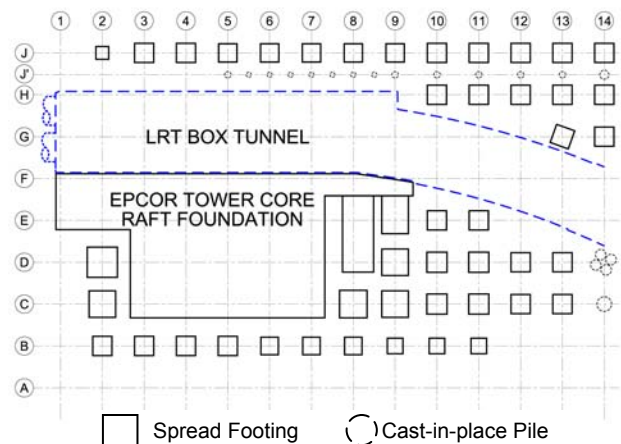 1 2 3 4 5 6 7 8 9 10 11 12 13 14
J
J'
H
G
LRT BOX TUNNEL
F
EPCOR TOWER CORE
RAFT FOUNDATION
E
D
C
B
A
Spread Footing Cast-in-place Pile